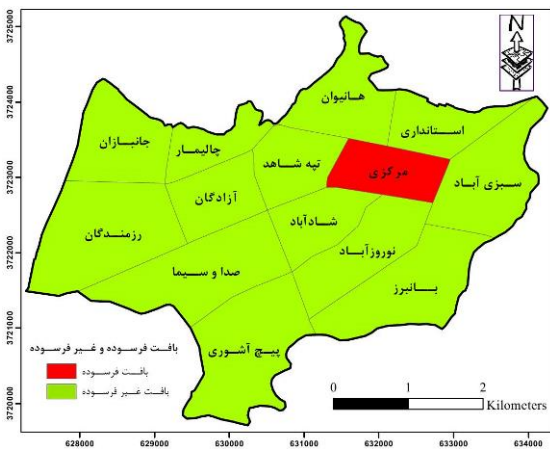 3725000
N
هانیوان
3724000
استانداری
جانبازان
چالیمار
تپه شاهد
مرکزی
3723000
سبزی آباد
آزادگان
شادآباد
رزمندگان
نوروزآباد
3722000
صدا و سیما
بانبرز
3721000
پیچ آشوری
بافت فرسوده و غیر فرسوده
بافت فرسوده
بافت غیر فرسوده
0 1 2
Kilometers
3720000
628000 629000 630000 631000 632000 633000 634000